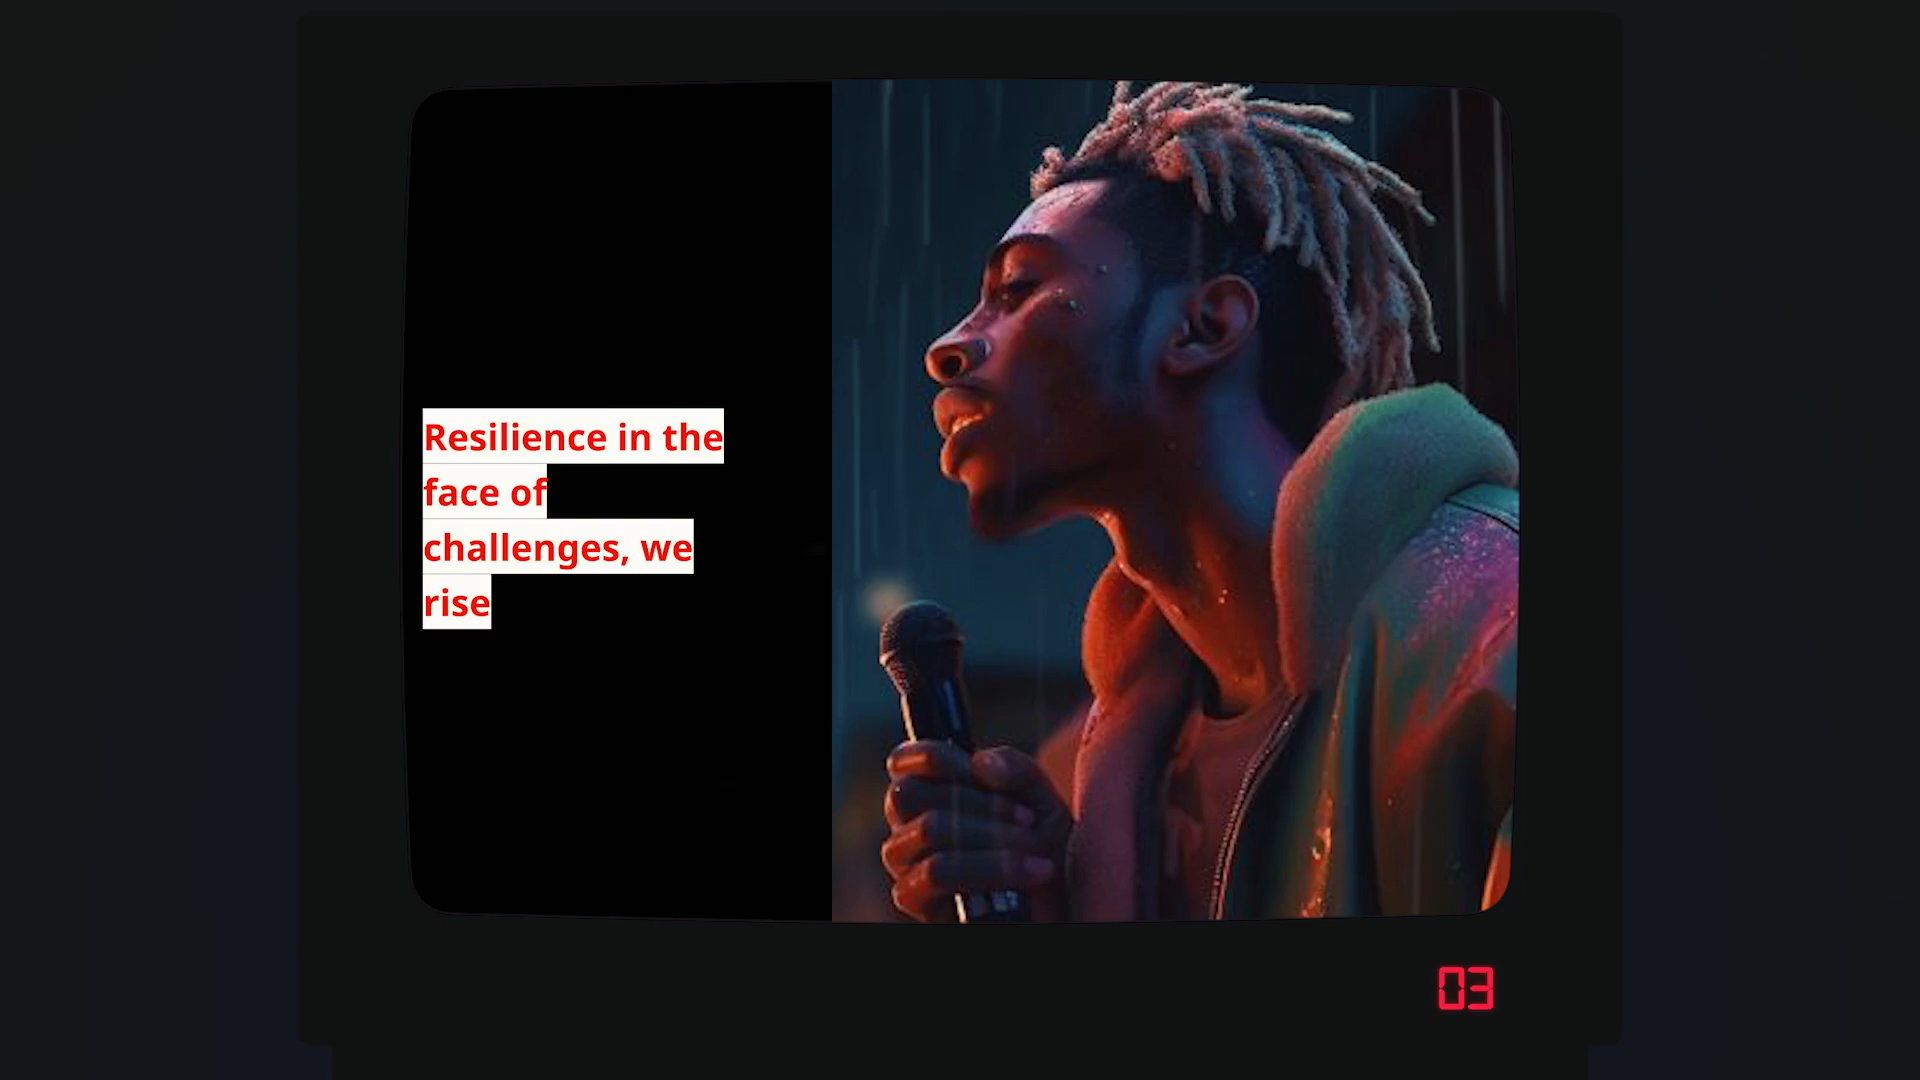 Resilience in the
face of
challenges, we
rise
03